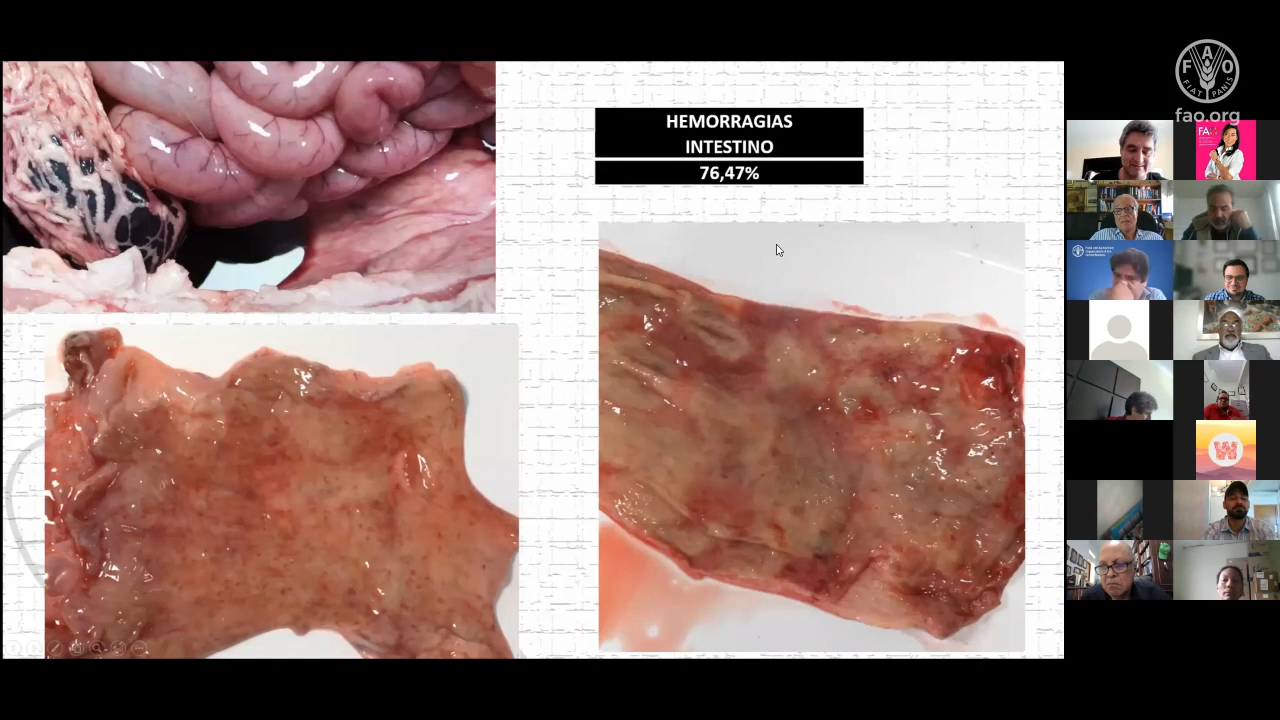 HEMORRAGIAS
INTESTINO
76,47%
F A O
FIAT PANIS
fao.org